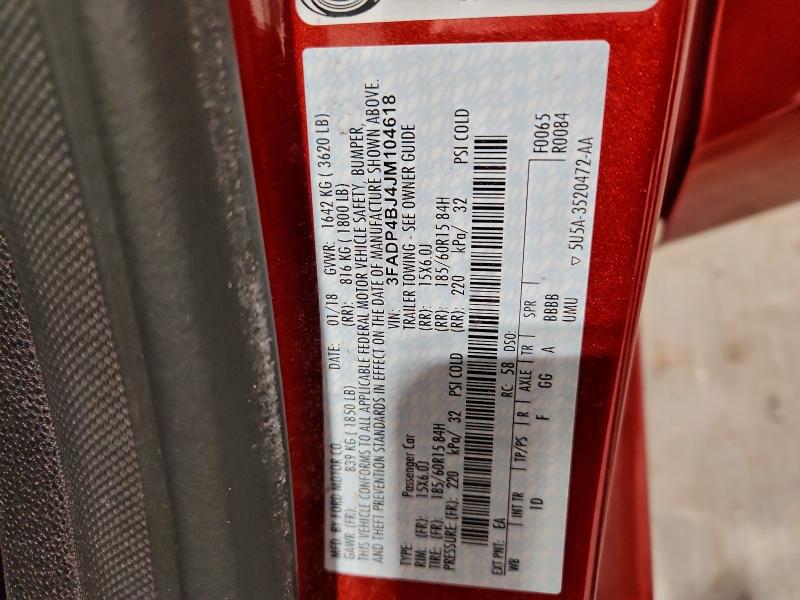 MFD. BY FORD MOTOR CO. DATE: 01/18 GVWR: 1642 KG ( 3620 LB)
GAWR: (FR): 839 KG (1850 LB) (RR): 816 KG (1800 LB)
THIS VEHICLE CONFORMS TO ALL APPLICABLE FEDERAL MOTOR VEHICLE SAFETY, BUMPER,
AND THEFT PREVENTION STANDARDS IN EFFECT ON THE DATE OF MANUFACTURE SHOWN ABOVE.
VIN: 3FADP4BJ4JM104618
TYPE: Passenger Car TRAILER TOWING - SEE OWNER GUIDE
RIM: (FR): 15X6.0J (RR): 15X6.0J
TIRE: (FR): 185/60R15 84H (RR): 185/60R15 84H
PRESSURE: (FR): 220 kPa/ 32 PSI COLD (RR): 220 kPa/ 32 PSI COLD
EXT PNT: EA RC: 58 DSO:
WB INT TR TP/PS R AXLE TR SPR F0065
ID F GG A BBBB R0084
UMU
▽ 5U5A-3520472-AA